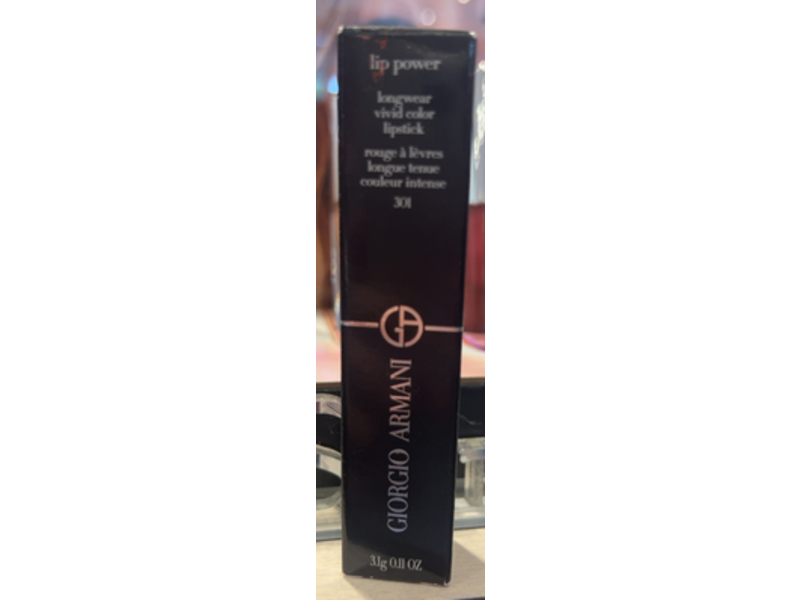 lip power
longwear
vivid color
lipstick
rouge à lèvres
longue tenue
couleur intense
301
GA
GIORGIO ARMANI
3.1g 0.11 OZ